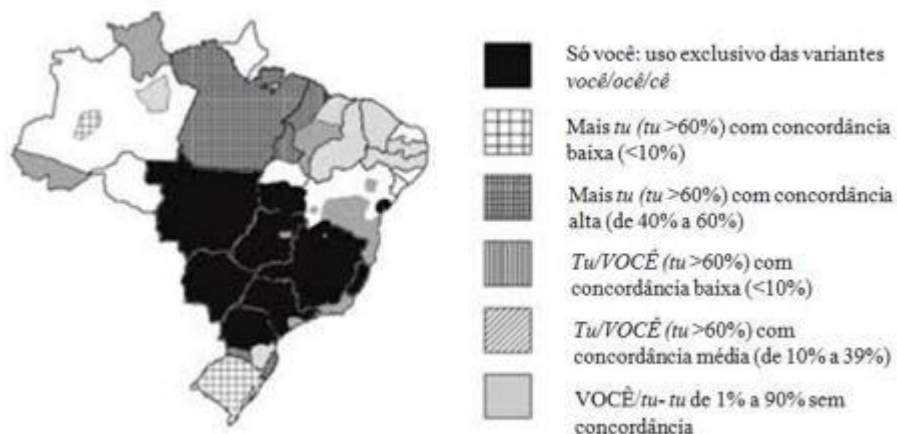 Só você: uso exclusivo das variantes
você/ocê/cê
Mais tu (tu >60%) com concordância
baixa (<10%)
Mais tu (tu >60%) com concordância
alta (de 40% a 60%)
Tu/VOCÊ (tu >60%) com
concordância baixa (<10%)
Tu/VOCÊ (tu >60%) com
concordância média (de 10% a 39%)
VOCÊ/tu- tu de 1% a 90% sem
concordância